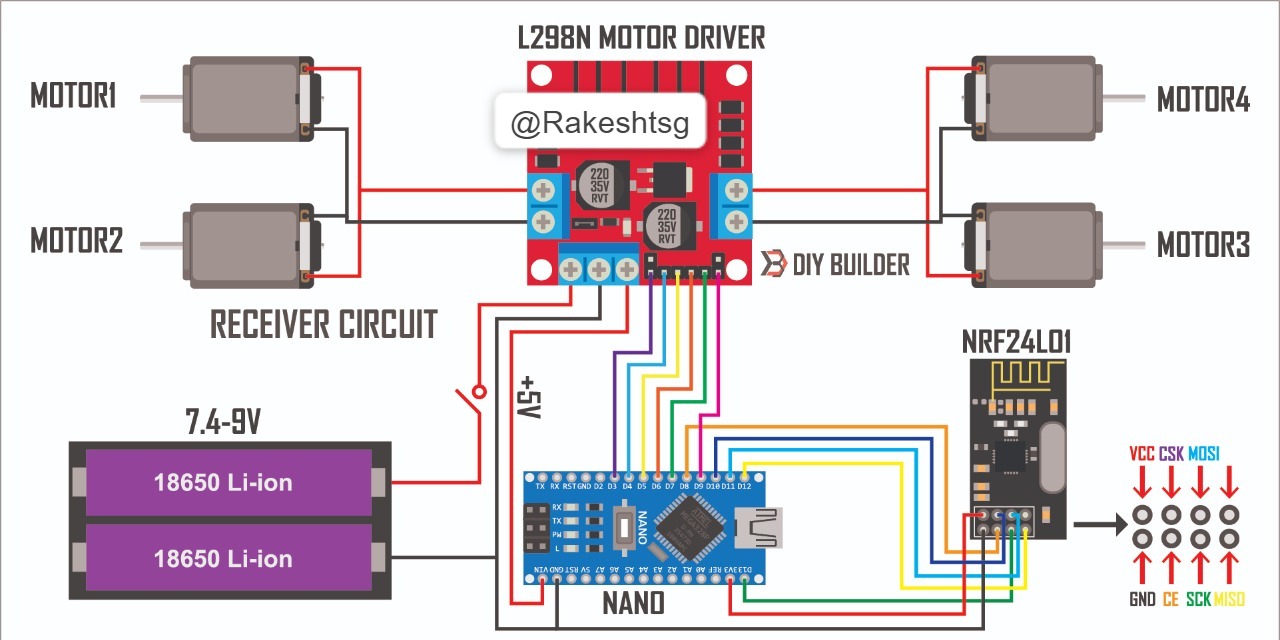 L298N MOTOR DRIVER
MOTOR1
@Rakeshtsg
MOTOR4
220
35V
RVT
220
35V
RVT
MOTOR2
MOTOR3
DIY BUILDER
RECEIVER CIRCUIT
NRF24L01
+5V
7.4-9V
18650 Li-ion
18650 Li-ion
VCC CSK MOSI
TX RX RST GND D2 D3 D4 D5 D6 D7 D8 D9 D10 D11 D12
RX
TX
PW
L
NANO
VIN GND RST 5V A7 A6 A5 A4 A3 A2 A1 A0 REF 3V3 D13
NANO
GND CE SCK MISO